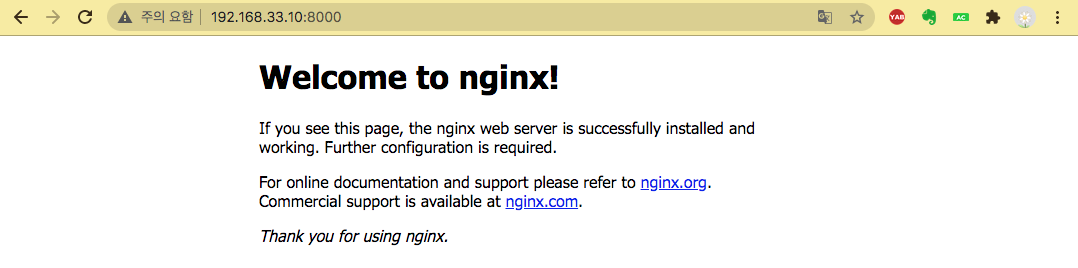 주의 요함 192.168.33.10:8000
YAB AC
Welcome to nginx!
If you see this page, the nginx web server is successfully installed and
working. Further configuration is required.
For online documentation and support please refer to nginx.org.
Commercial support is available at nginx.com.
Thank you for using nginx.